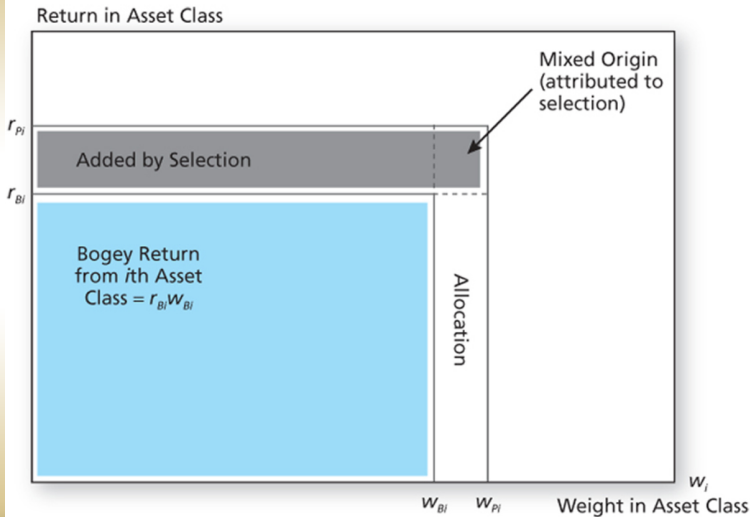 Return in Asset Class
Mixed Origin
(attributed to
selection)
r_Pi
Added by Selection
r_Bi
Bogey Return
from ith Asset
Class = r_Bi w_Bi
Allocation
w_i
w_Bi w_Pi Weight in Asset Class